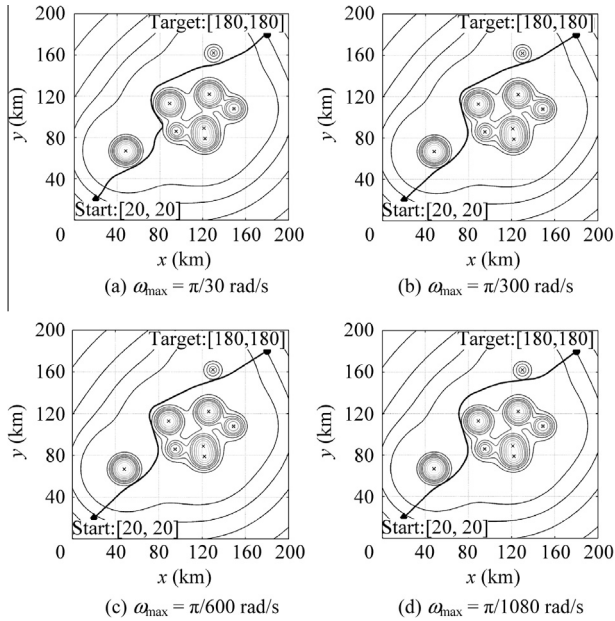 200
Target:[180,180]
160
120
y (km)
80
40
Start:[20, 20]
0
40 80 120 160 200
x (km)
(a) ωmax = π/30 rad/s
200
Target:[180,180]
160
120
y (km)
80
40
Start:[20, 20]
0
40 80 120 160 200
x (km)
(b) ωmax = π/300 rad/s
200
Target:[180,180]
160
120
y (km)
80
40
Start:[20, 20]
0
40 80 120 160 200
x (km)
(c) ωmax = π/600 rad/s
200
Target:[180,180]
160
120
y (km)
80
40
Start:[20, 20]
0
40 80 120 160 200
x (km)
(d) ωmax = π/1080 rad/s